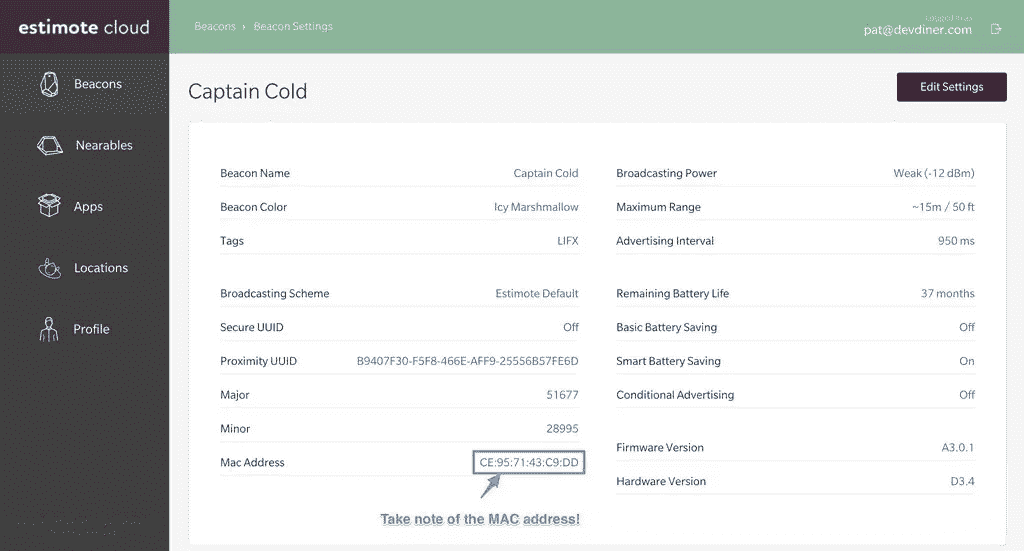 estimote cloud
Beacons › Beacon Settings
Logged in as
pat@devdiner.com
Beacons
Nearables
Apps
Locations
Profile
Captain Cold
Edit Settings
Beacon Name Captain Cold
Beacon Color Icy Marshmallow
Tags LIFX
Broadcasting Scheme Estimote Default
Secure UUID Off
Proximity UUID B9407F30-F5F8-466E-AFF9-25556B57FE6D
Major 51677
Minor 28995
Mac Address CE:95:71:43:C9:DD
Take note of the MAC address!
Broadcasting Power Weak (-12 dBm)
Maximum Range ~15m / 50 ft
Advertising Interval 950 ms
Remaining Battery Life 37 months
Basic Battery Saving Off
Smart Battery Saving On
Conditional Advertising Off
Firmware Version A3.0.1
Hardware Version D3.4